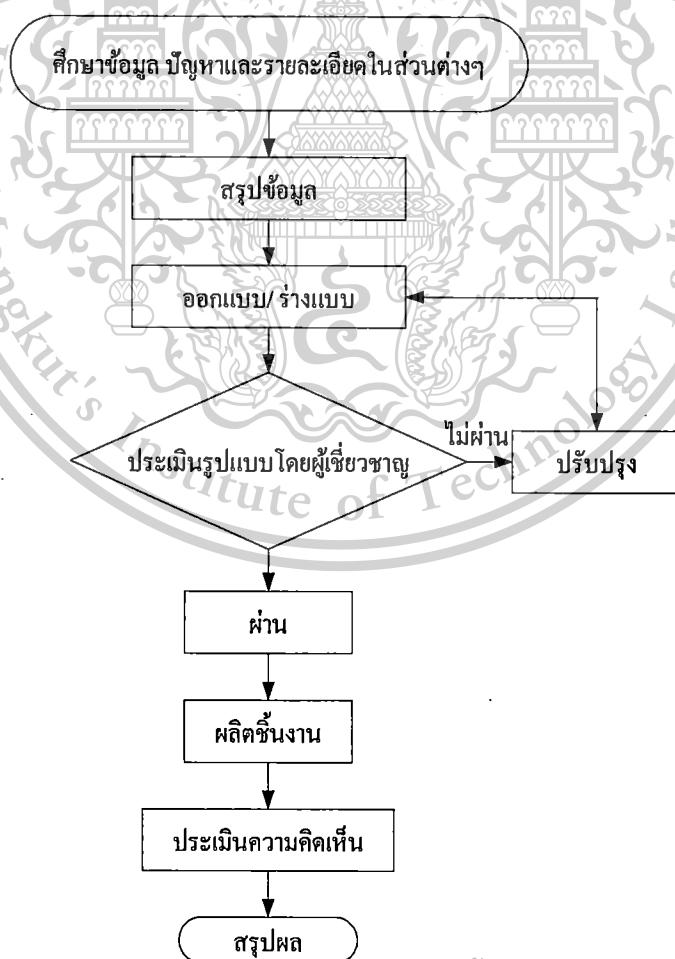 ศึกษาข้อมูล ปัญหาและรายละเอียดในส่วนต่างๆ
สรุปข้อมูล
ออกแบบ/ ร่างแบบ
ประเมินรูปแบบโดยผู้เชี่ยวชาญ
ไม่ผ่าน
ปรับปรุง
ผ่าน
ผลิตชิ้นงาน
ประเมินความคิดเห็น
สรุปผล
ngkut's Institute of Technology